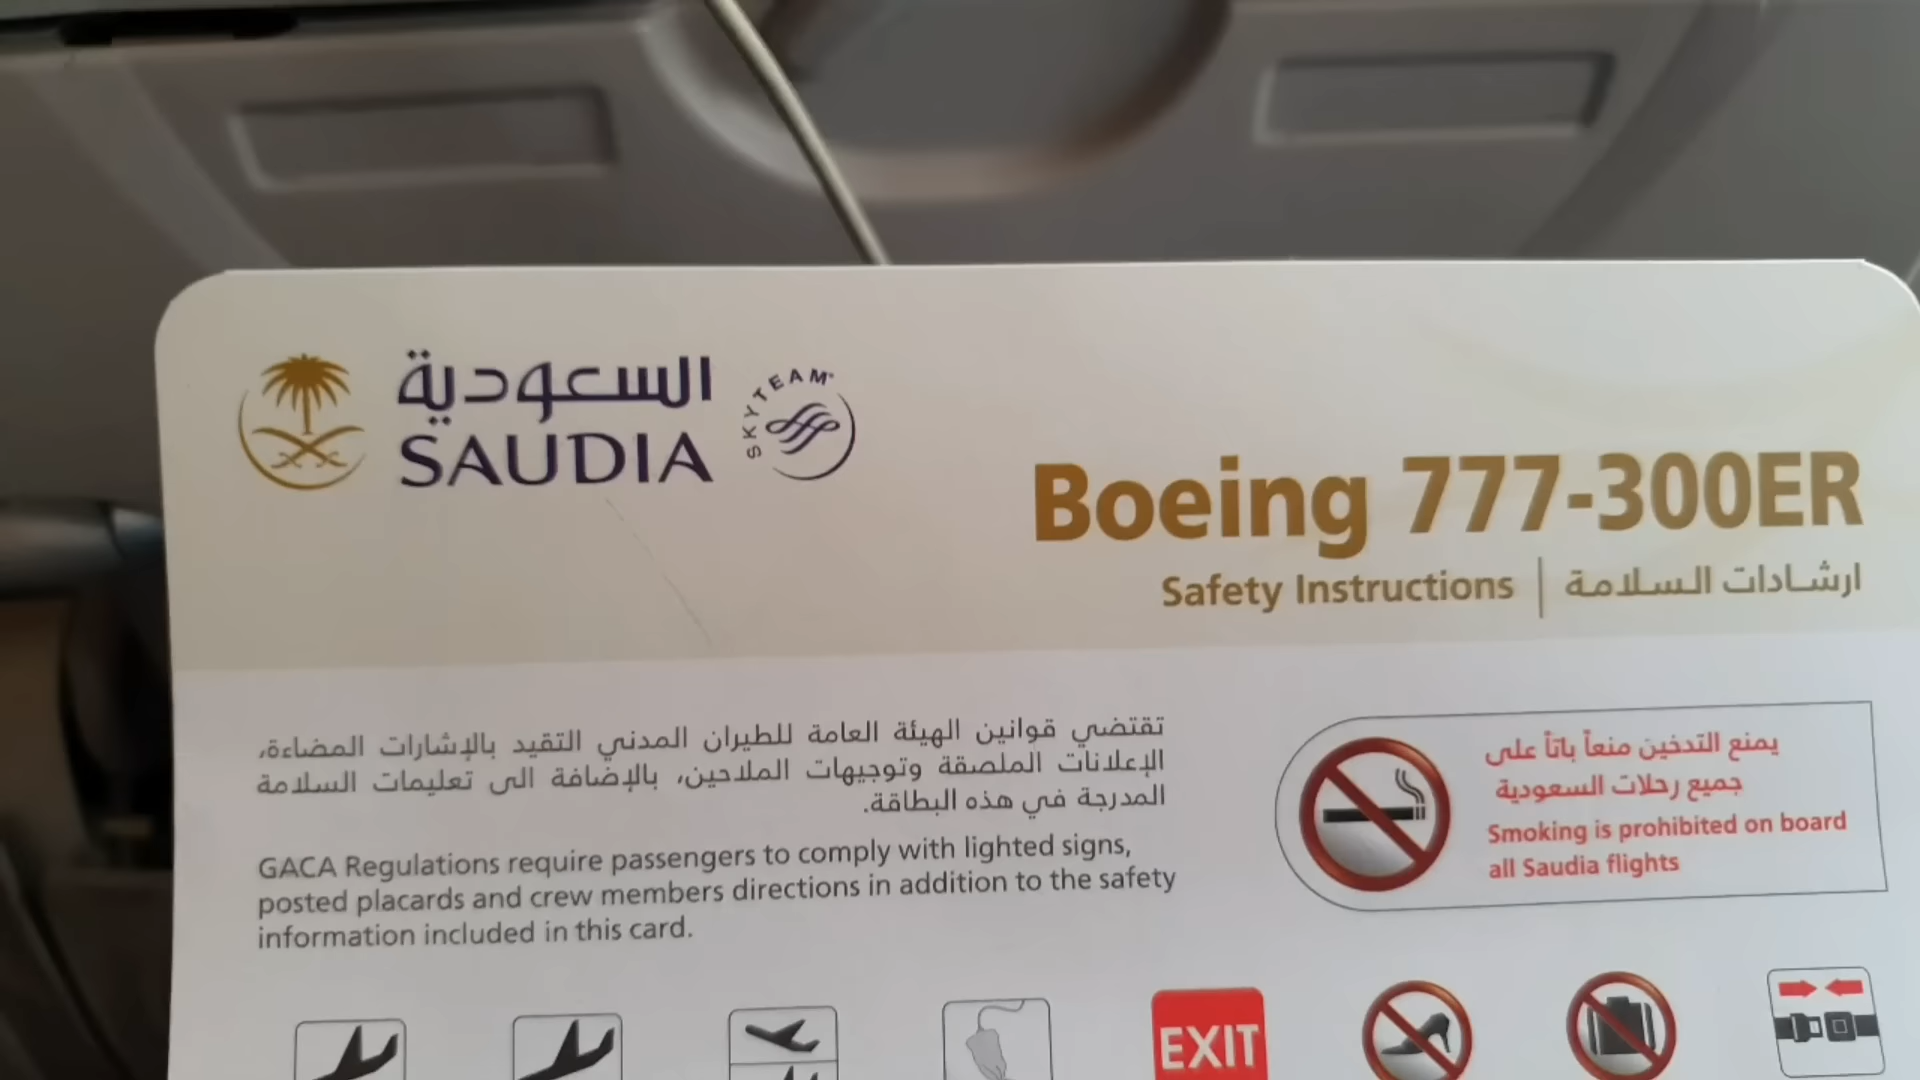 السعودية
SAUDIA
SKYTEAM
Boeing 777-300ER
Safety Instructions | ارشادات السلامة
تقتضي قوانين الهيئة العامة للطيران المدني التقيد بالإشارات المضاءة،
الإعلانات الملصقة وتوجيهات الملاحين، بالإضافة الى تعليمات السلامة
المدرجة في هذه البطاقة.
GACA Regulations require passengers to comply with lighted signs,
posted placards and crew members directions in addition to the safety
information included in this card.
يمنع التدخين منعاً باتاً على
جميع رحلات السعودية
Smoking is prohibited on board
all Saudia flights
EXIT